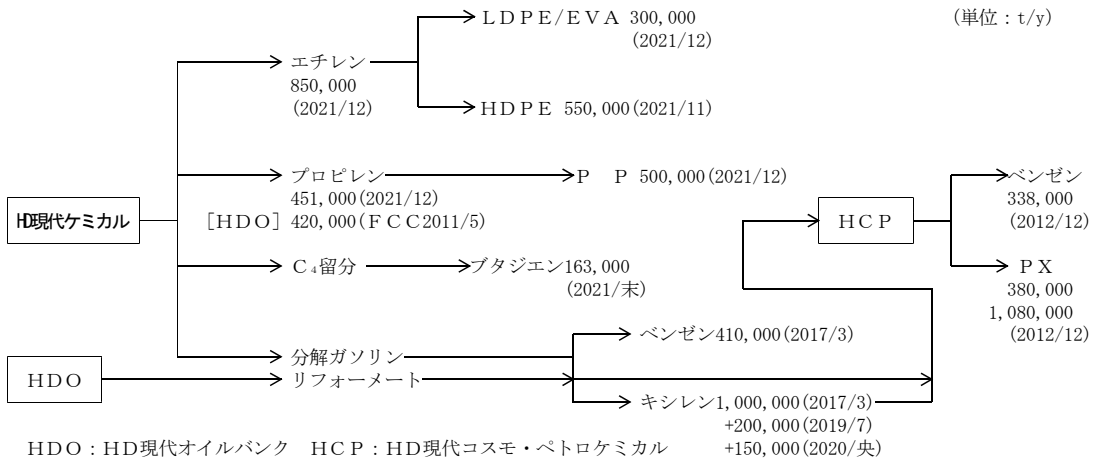 ＬＤＰＥ/ＥＶＡ 300,000
(2021/12)
(単位：t/y)
エチレン
850,000
(2021/12)
ＨＤＰＥ 550,000(2021/11)
プロピレン
451,000(2021/12)
［HDO］420,000(ＦＣＣ2011/5)
Ｐ　Ｐ 500,000(2021/12)
HD現代ケミカル
Ｃ₄留分
ブタジエン163,000
(2021/末)
ＨＣＰ
ベンゼン
338,000
(2012/12)
ＰＸ
380,000
1,080,000
(2012/12)
分解ガソリン
ベンゼン410,000(2017/3)
ＨＤＯ
リフォーメート
キシレン1,000,000(2017/3)
+200,000(2019/7)
+150,000(2020/央)
ＨＤＯ：ＨＤ現代オイルバンク　ＨＣＰ：ＨＤ現代コスモ・ペトロケミカル